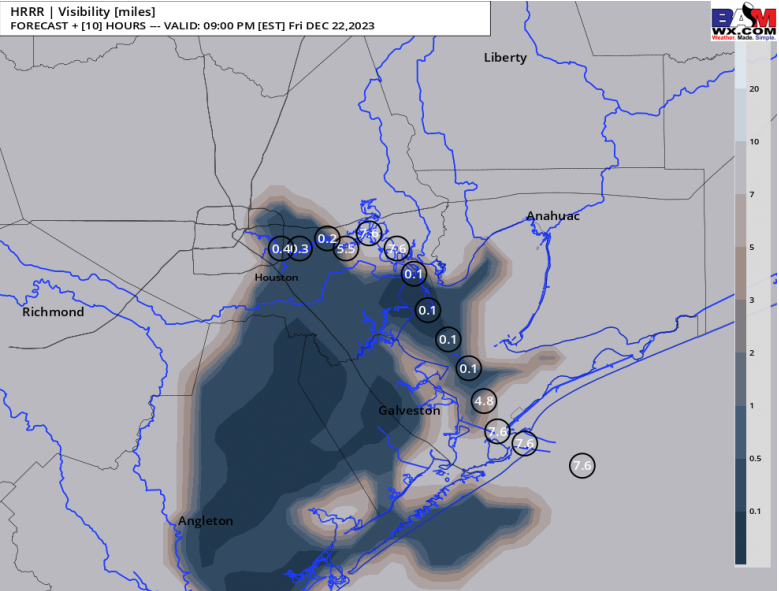 HRRR | Visibility [miles]
FORECAST + [10] HOURS --- VALID: 09:00 PM [EST] Fri DEC 22,2023
BAM
WX.COM
Weather. Made. Simple.
Liberty
20
10
7
Anahuac
0.4
0.3
0.2
5.5
7.6
7.6
5
0.1
Houston
3
Richmond
0.1
0.1
2
0.1
4.8
1
Galveston
7.6
7.6
0.5
7.6
0.1
Angleton